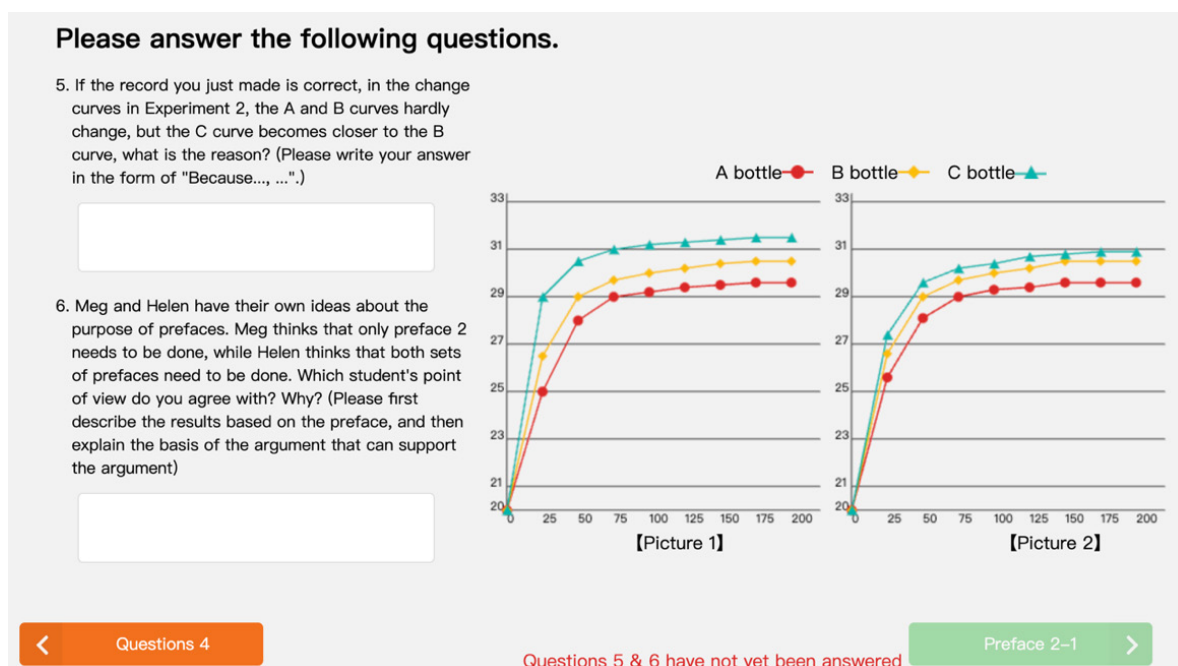 Please answer the following questions.
5. If the record you just made is correct, in the change
curves in Experiment 2, the A and B curves hardly
change, but the C curve becomes closer to the B
curve, what is the reason? (Please write your answer
in the form of "Because..., ...".)
6. Meg and Helen have their own ideas about the
purpose of prefaces. Meg thinks that only preface 2
needs to be done, while Helen thinks that both sets
of prefaces need to be done. Which student's point
of view do you agree with? Why? (Please first
describe the results based on the preface, and then
explain the basis of the argument that can support
the argument)
A bottle B bottle C bottle
33
31
29
27
25
23
21
20
0 25 50 75 100 125 150 175 200
【Picture 1】
33
31
29
27
25
23
21
20
0 25 50 75 100 125 150 175 200
【Picture 2】
Questions 4
Questions 5 & 6 have not yet been answered
Preface 2-1